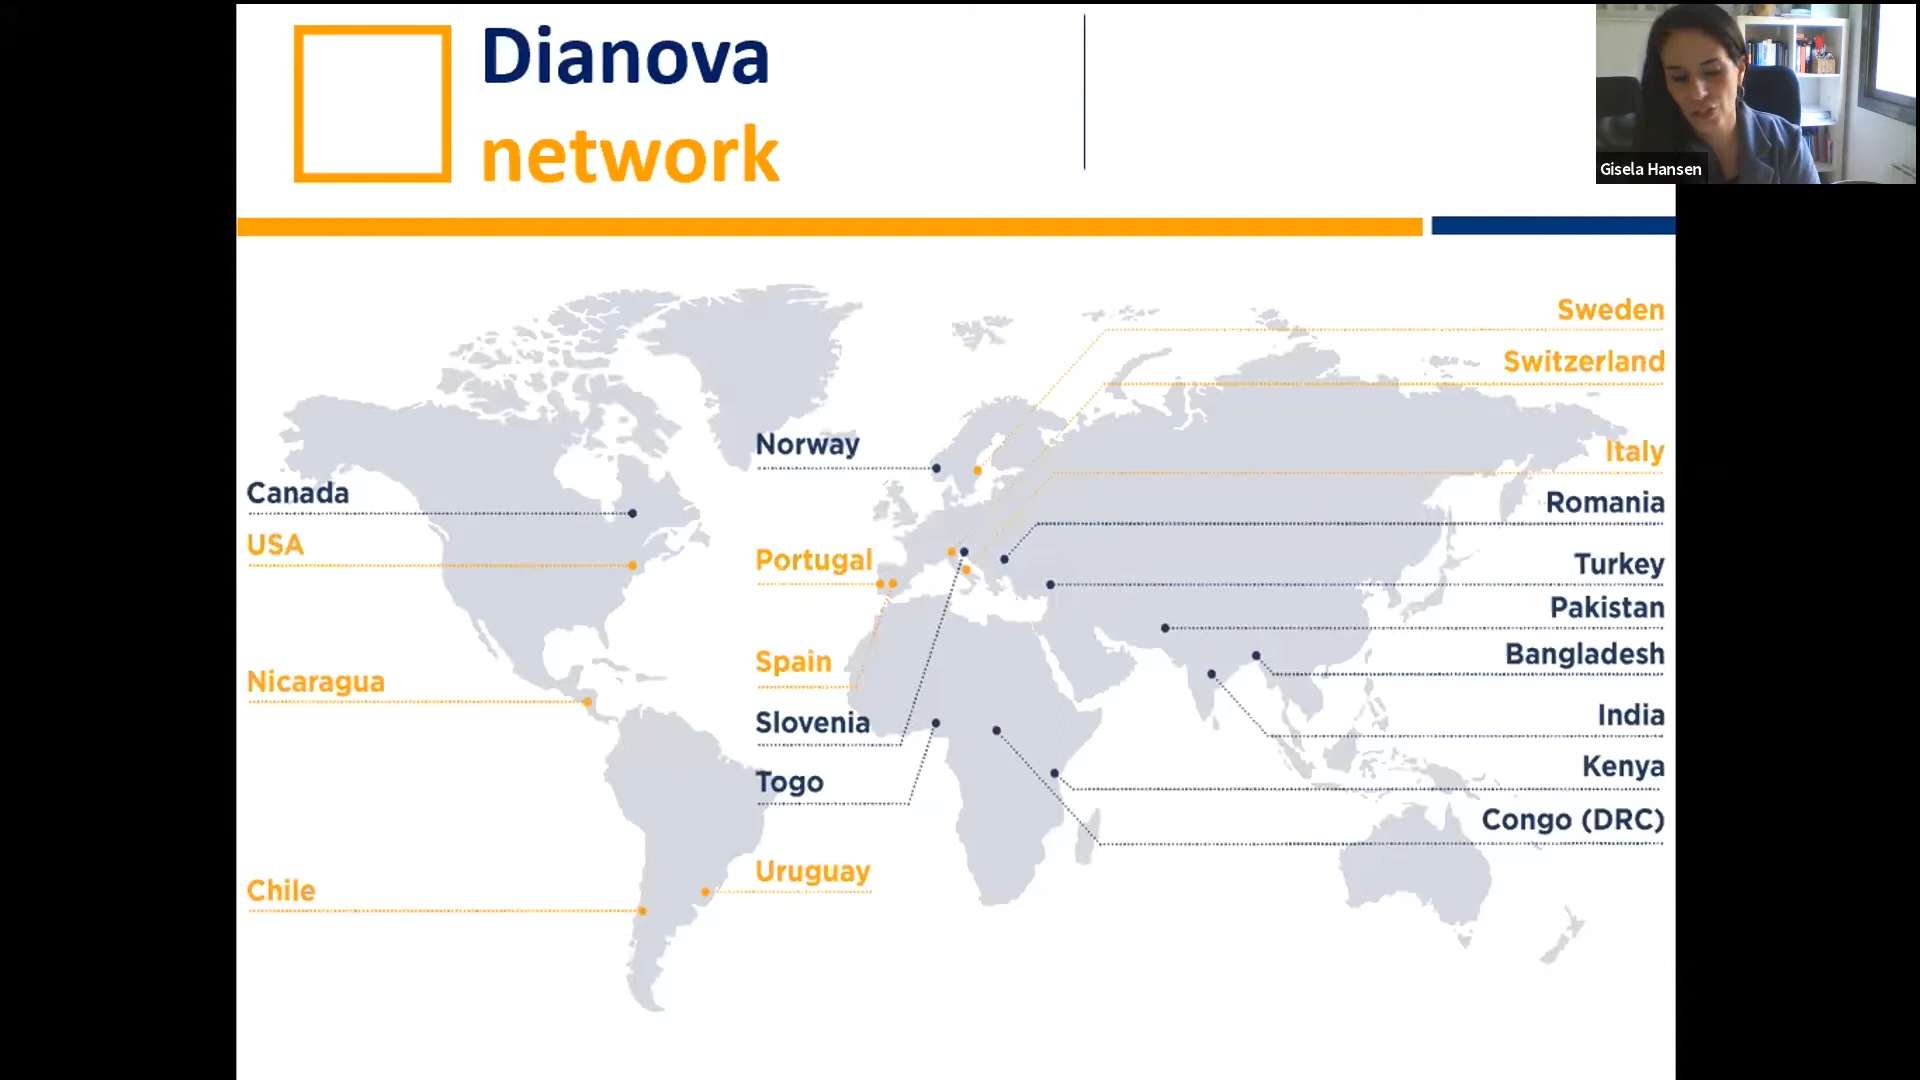 Dianova
network
Gisela Hansen
Sweden
Switzerland
Norway
Italy
Canada
Romania
USA
Portugal
Turkey
Pakistan
Spain
Bangladesh
Nicaragua
Slovenia
India
Togo
Kenya
Congo (DRC)
Uruguay
Chile